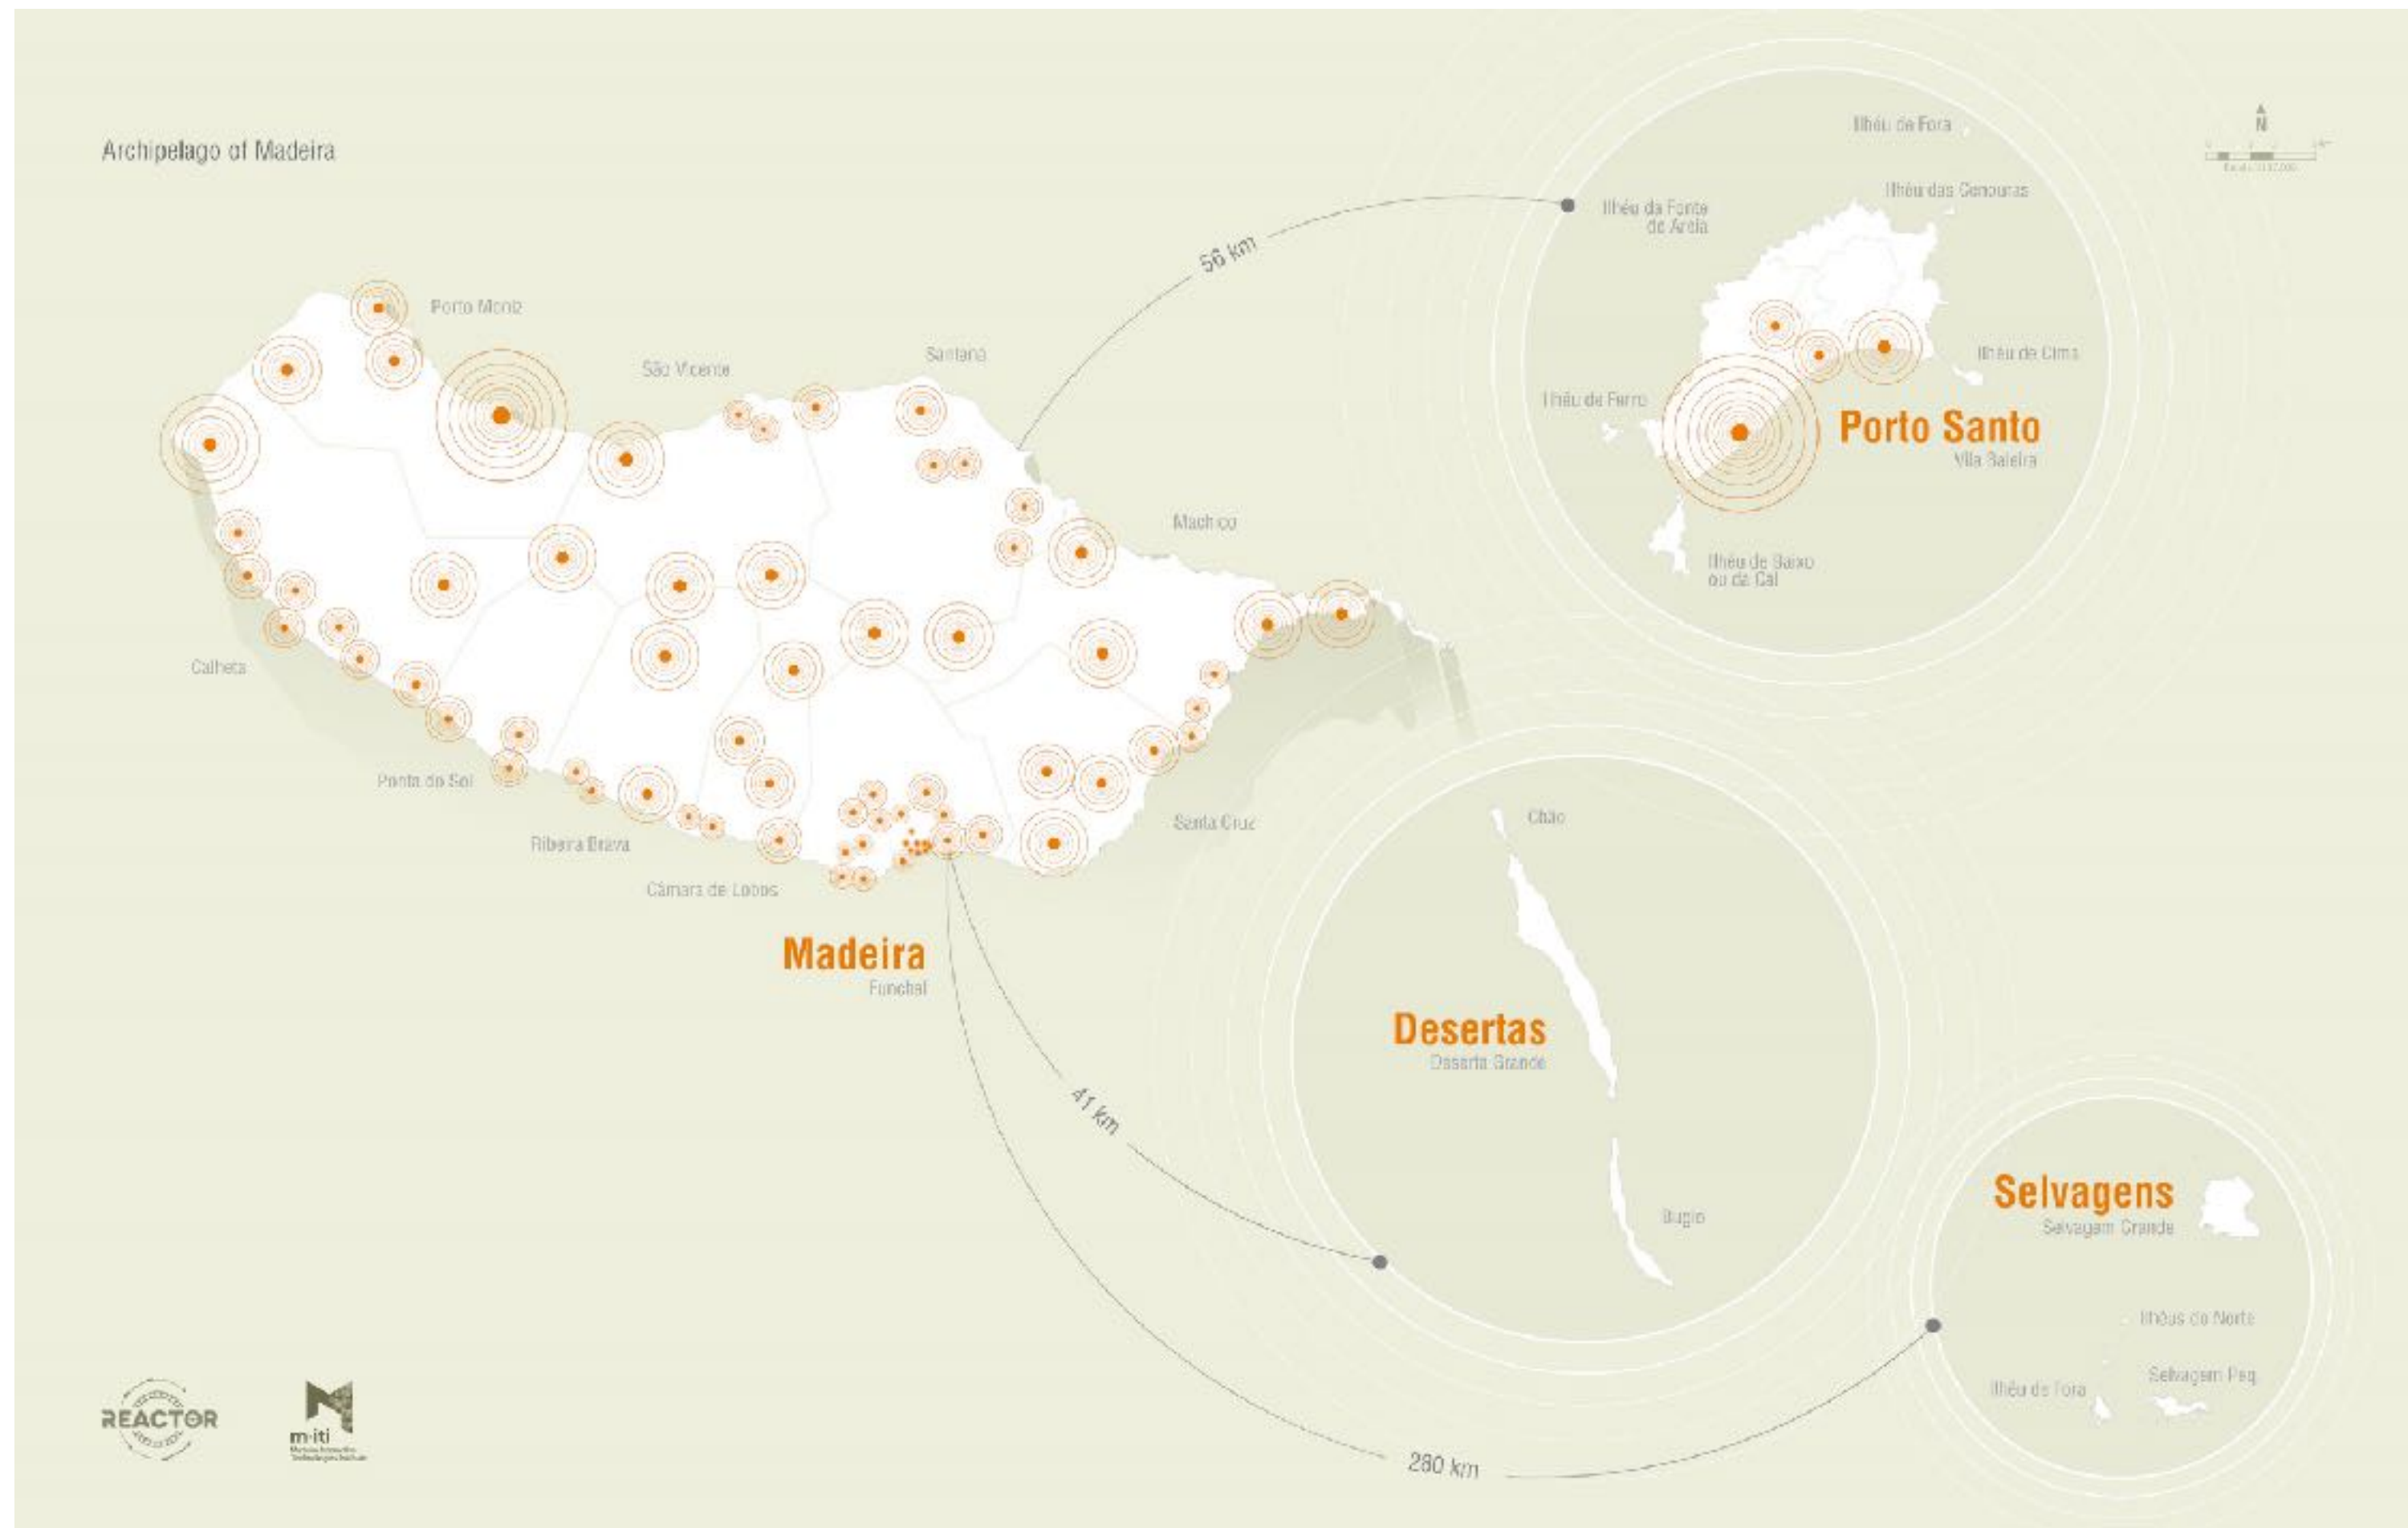 Archipelago of Madeira
Ilhéu de Fora
N
Ilhéu das Cenouras
Ilhéu da Fonte
de Areia
56 km
Porto Moniz
São Vicente
Santana
Ilhéu de Cima
Ilhéu de Ferro
Porto Santo
Vila Baleira
Machico
Ilhéu de Baixo
ou da Cal
Calheta
Ponta do Sol
Ribeira Brava
Santa Cruz
Chão
Câmara de Lobos
Madeira
Funchal
Desertas
Deserta Grande
41 km
Selvagens
Selvagem Grande
Bugio
Ilhéus do Norte
Selvagem Peq
Ilhéu de Fora
REACTOR
m-iti
280 km